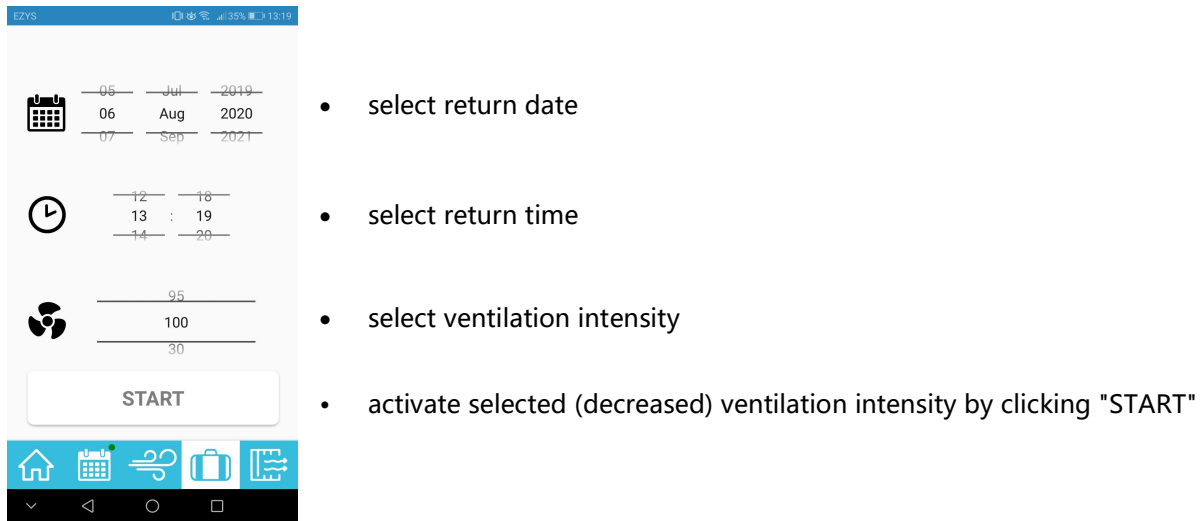 EZYS 35% 13:19
05 Jul 2019
06 Aug 2020
07 Sep 2021
• select return date
12 18
13 : 19
14 20
• select return time
95
100
30
• select ventilation intensity
START
• activate selected (decreased) ventilation intensity by clicking "START"